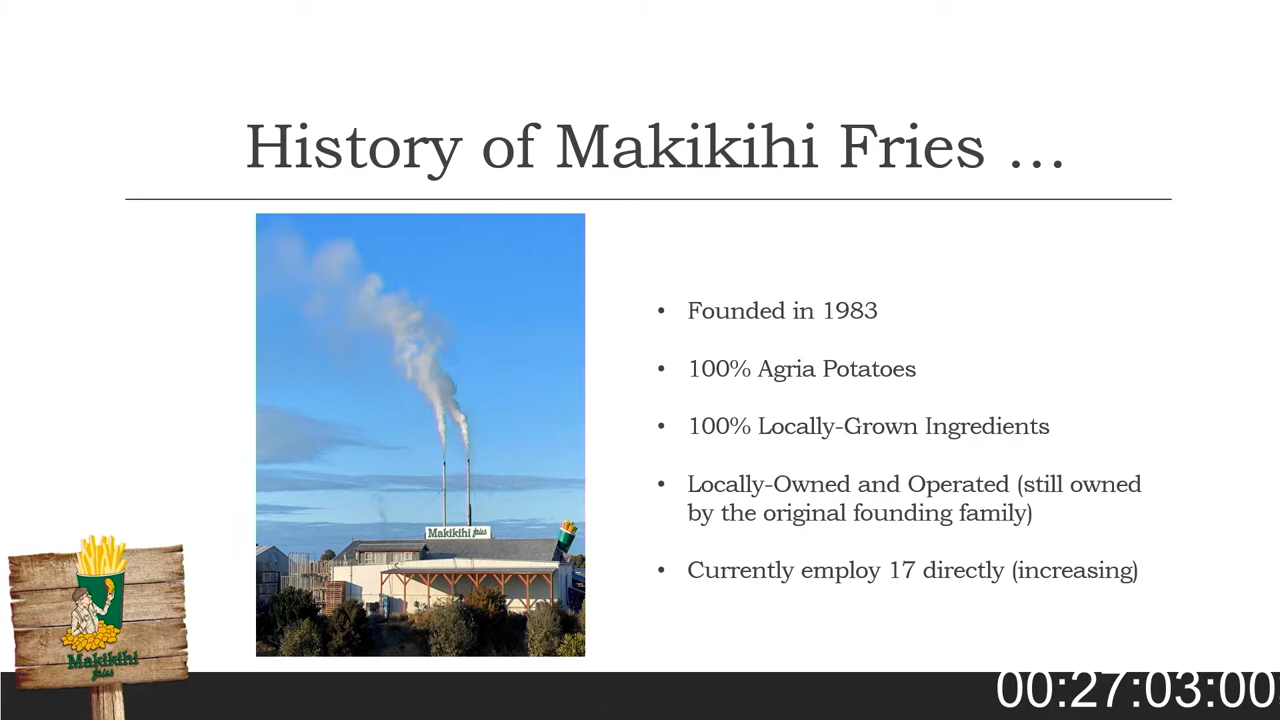 History of Makikihi Fries ...
Makikihi fries
• Founded in 1983
• 100% Agria Potatoes
• 100% Locally-Grown Ingredients
• Locally-Owned and Operated (still owned
by the original founding family)
• Currently employ 17 directly (increasing)
Makikihi
fries
00:27:03:00